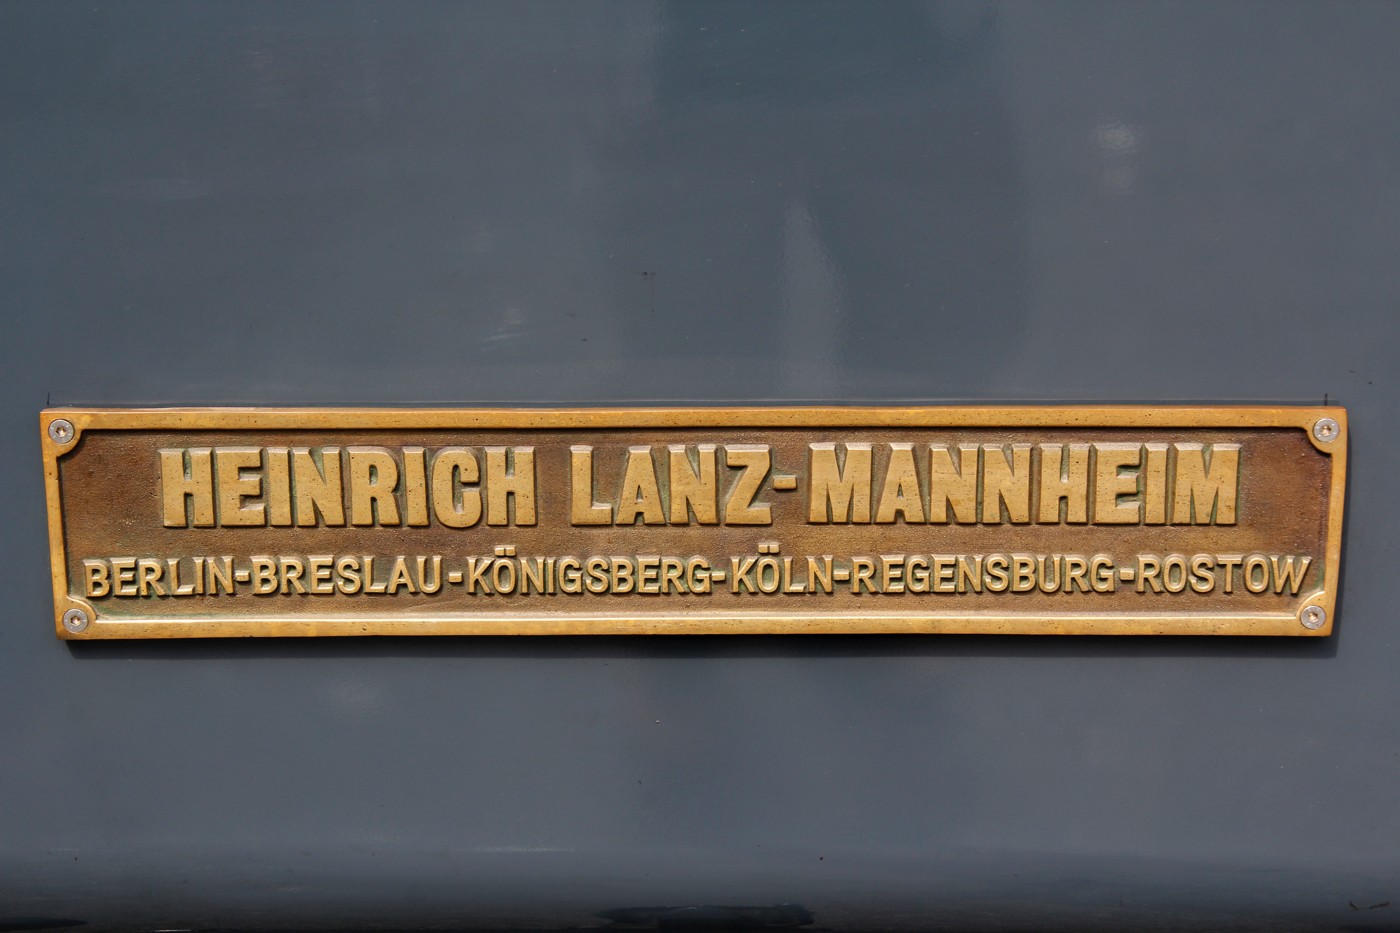 HEINRICH LANZ-MANNHEIM
BERLIN-BRESLAU-KÖNIGSBERG-KÖLN-REGENSBURG-ROSTOW